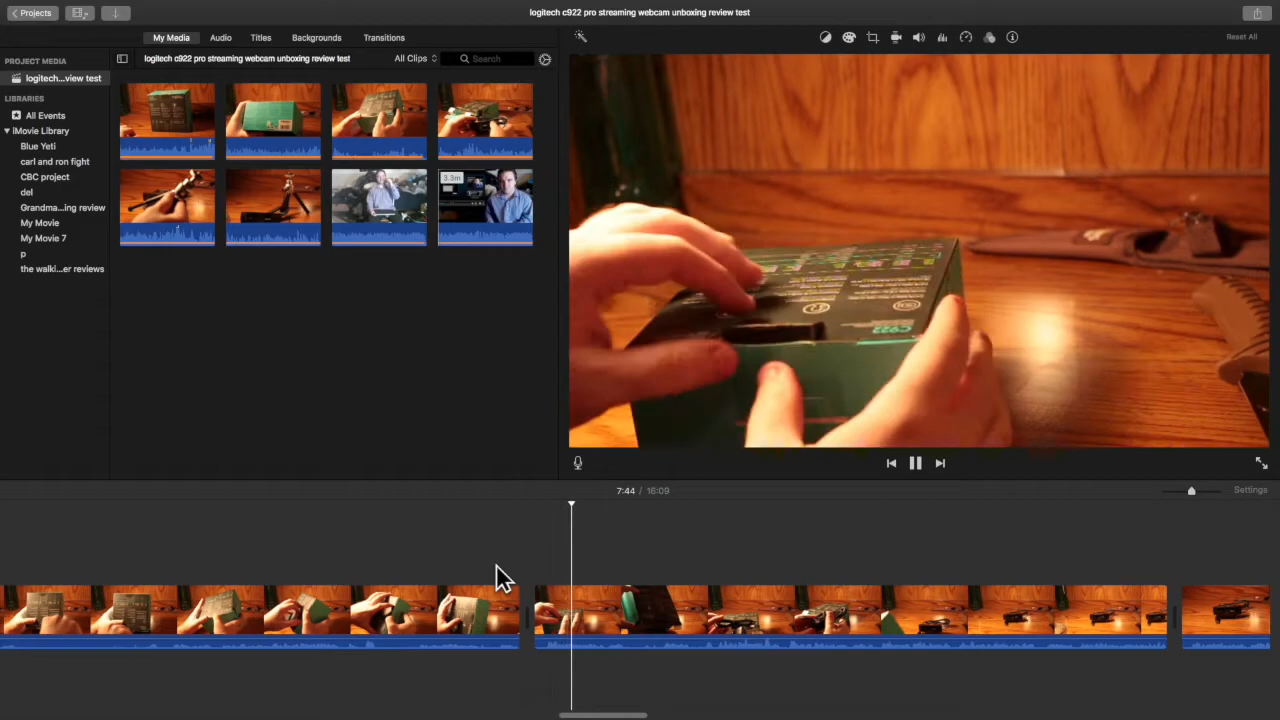 Projects
logitech c922 pro streaming webcam unboxing review test
My Media
Audio
Titles
Backgrounds
Transitions
Reset All
PROJECT MEDIA
logitech c922 pro streaming webcam unboxing review test
All Clips
Search
logitech...view test
LIBRARIES
All Events
iMovie Library
Blue Yeti
carl and ron fight
CBC project
del
Grandma...ing review
My Movie
My Movie 7
p
the walki...er reviews
3.3m
C922
7:44 / 16:09
Settings